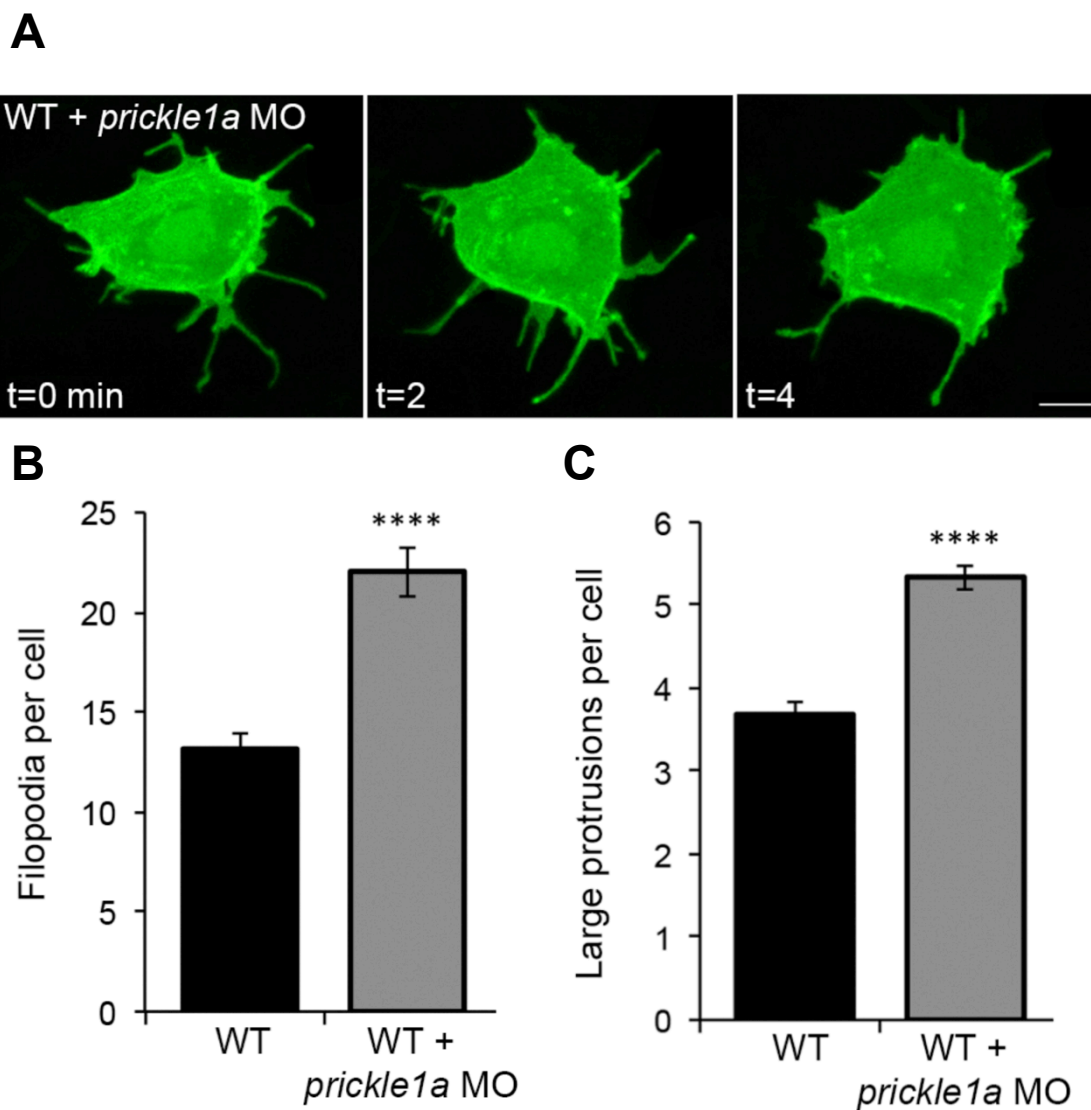 A
WT + prickle1a MO
t=0 min
t=2
t=4
B
Filopodia per cell
25
20
15
10
5
0
****
WT
WT +
prickle1a MO
C
Large protrusions per cell
6
5
4
3
2
1
0
****
WT
WT +
prickle1a MO